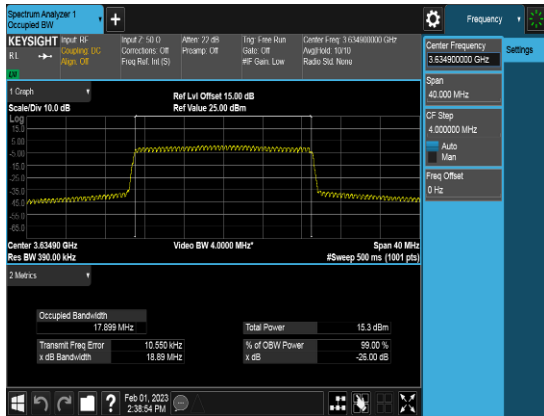 Spectrum Analyzer 1
Occupied BW
Frequency
KEYSIGHT Input: RF
Coupling: DC
Align: Off
Input Z: 50 Ω
Corrections: Off
Freq Ref: Int (S)
Atten: 22 dB
Preamp: Off
Trig: Free Run
Gate: Off
#IF Gain: Low
Center Freq: 3.634900000 GHz
Avg|Hold: 10/10
Radio Std: None
1 Graph
Scale/Div 10.0 dB
Ref Lvl Offset 15.00 dB
Ref Value 25.00 dBm
Log
15.0
5.00
-5.00
-15.0
-25.0
-35.0
-45.0
-55.0
-65.0
Center 3.63490 GHz
Res BW 390.00 kHz
Video BW 4.0000 MHz*
Span 40 MHz
#Sweep 500 ms (1001 pts)
2 Metrics
Occupied Bandwidth
17.899 MHz
Total Power 15.3 dBm
Transmit Freq Error 10.550 kHz
% of OBW Power 99.00 %
x dB Bandwidth 18.89 MHz
x dB -26.00 dB
Feb 01, 2023
2:38:54 PM
Center Frequency
3.634900000 GHz
Settings
Span
40.000 MHz
CF Step
4.000000 MHz
Auto
Man
Freq Offset
0 Hz